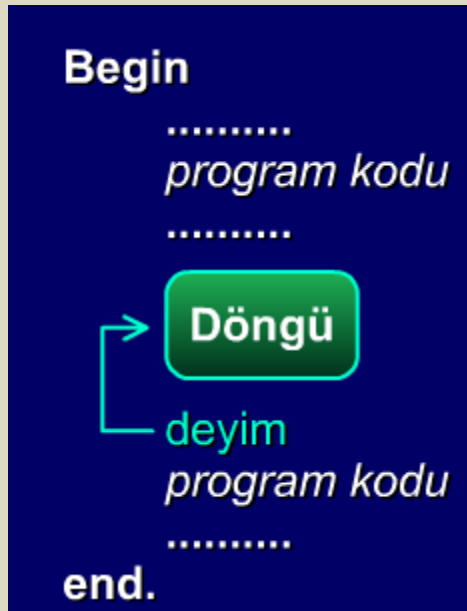 Begin
..........
program kodu
..........
Döngü
deyim
program kodu
..........
end.